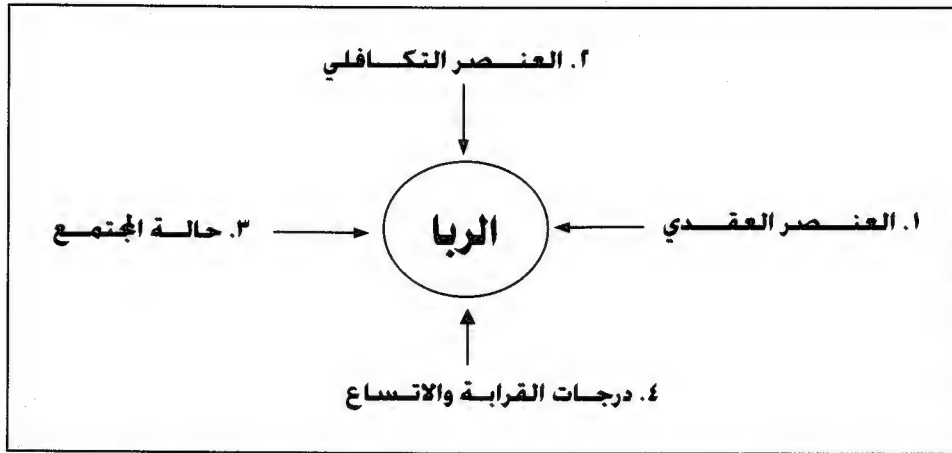 ٢. العنصر التكافلي
١. العنصر العقدي
الربا
٣. حالة المجتمع
٤. درجات القرابة والاتساع